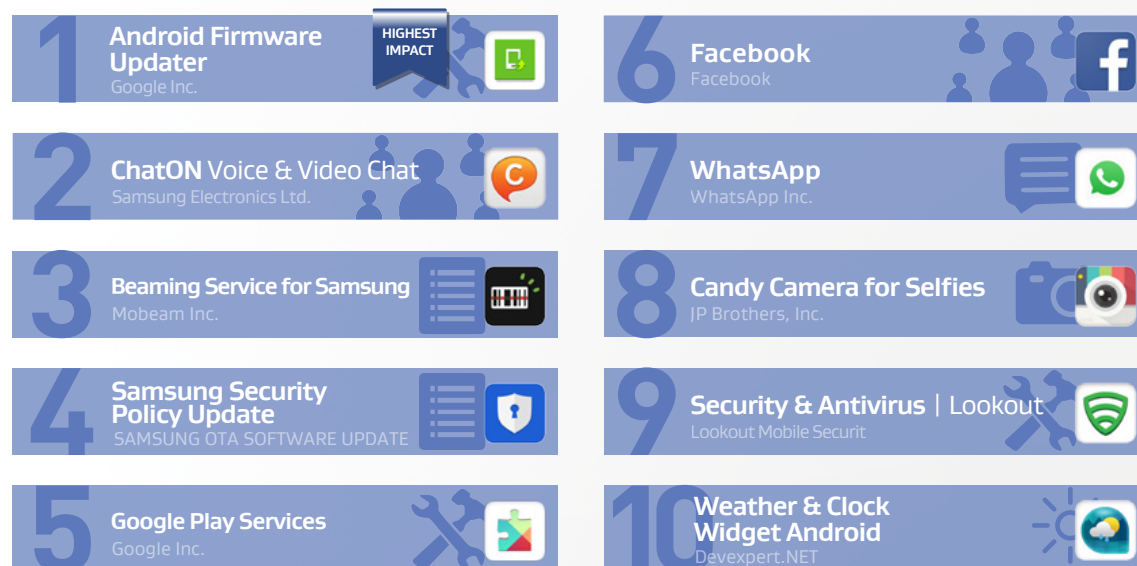 1
Android Firmware
Updater
Google Inc.
HIGHEST
IMPACT
2
ChatON Voice & Video Chat
Samsung Electronics Ltd.
C
3
Beaming Service for Samsung
Mobeam Inc.
4
Samsung Security
Policy Update
SAMSUNG OTA SOFTWARE UPDATE
5
Google Play Services
Google Inc.
6
Facebook
Facebook
f
7
WhatsApp
WhatsApp Inc.
8
Candy Camera for Selfies
JP Brothers, Inc.
9
Security & Antivirus | Lookout
Lookout Mobile Securit
10
Weather & Clock
Widget Android
Devexpert.NET